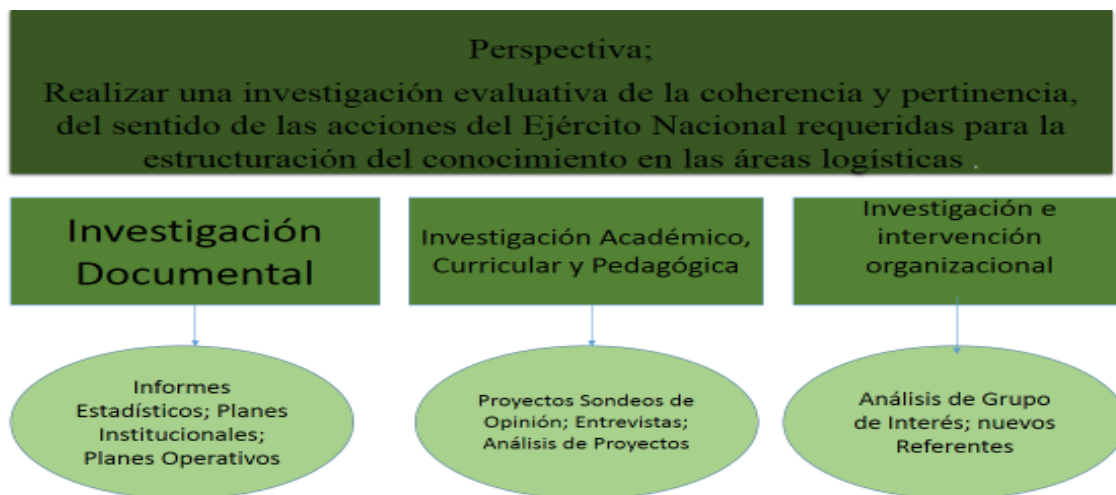 Perspectiva;
Realizar una investigación evaluativa de la coherencia y pertinencia,
del sentido de las acciones del Ejército Nacional requeridas para la
estructuración del conocimiento en las áreas logísticas .
Investigación
Documental
Investigación Académico,
Curricular y Pedagógica
Investigación e
intervención
organizacional
Informes
Estadísticos; Planes
Institucionales;
Planes Operativos
Proyectos Sondeos de
Opinión; Entrevistas;
Análisis de Proyectos
Análisis de Grupo
de Interés; nuevos
Referentes